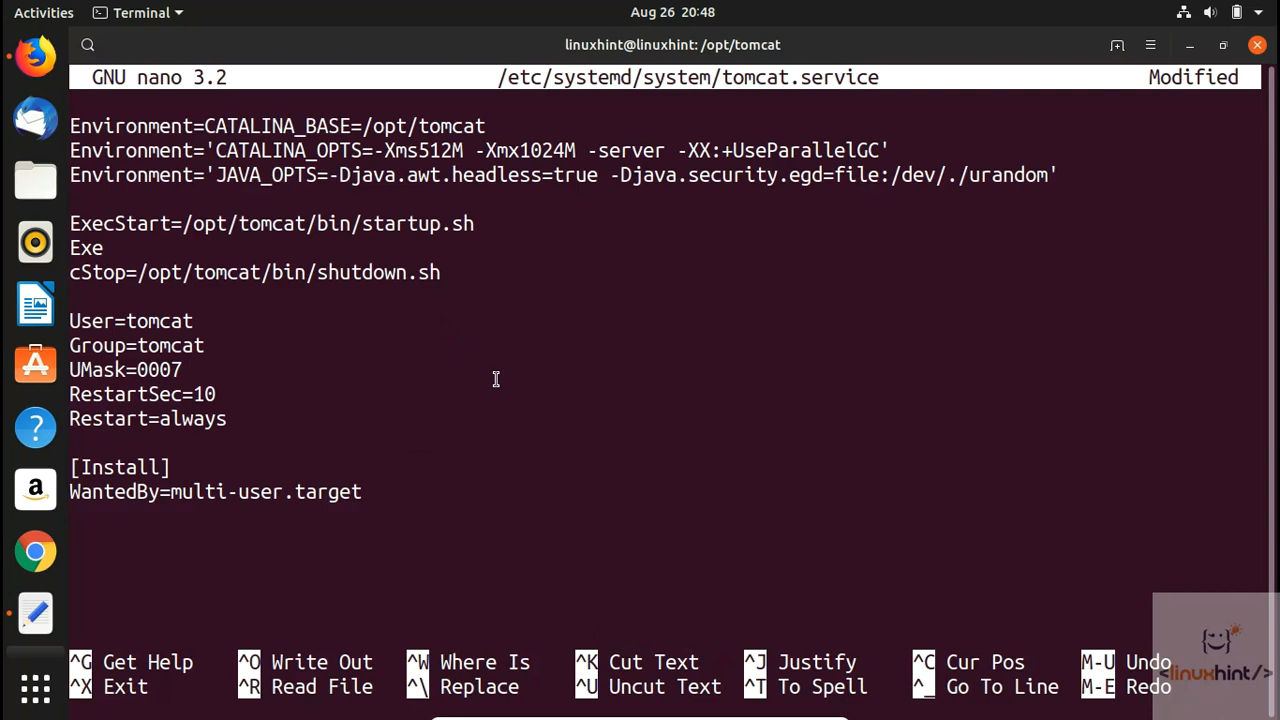 Activities Terminal Aug 26 20:48
linuxhint@linuxhint: /opt/tomcat
GNU nano 3.2 /etc/systemd/system/tomcat.service Modified
Environment=CATALINA_BASE=/opt/tomcat
Environment='CATALINA_OPTS=-Xms512M -Xmx1024M -server -XX:+UseParallelGC'
Environment='JAVA_OPTS=-Djava.awt.headless=true -Djava.security.egd=file:/dev/./urandom'
ExecStart=/opt/tomcat/bin/startup.sh
Exe
cStop=/opt/tomcat/bin/shutdown.sh
User=tomcat
Group=tomcat
UMask=0007
RestartSec=10
Restart=always
[Install]
WantedBy=multi-user.target
^G Get Help ^O Write Out ^W Where Is ^K Cut Text ^J Justify ^C Cur Pos M-U Undo
^X Exit ^R Read File ^\ Replace ^U Uncut Text ^T To Spell ^_ Go To Line M-E Redo
<linuxhint/>